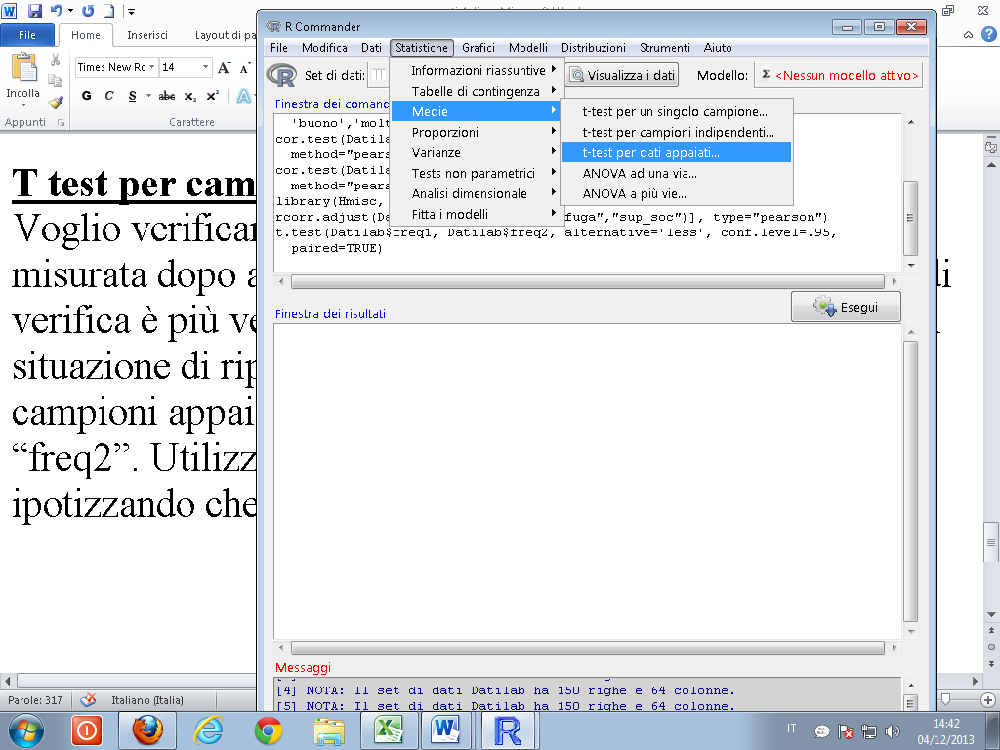 File
Home
Inserisci
Layout di pa
Incolla
Appunti
Times New Ro
14
G C S abc x₂ x²
Carattere
T test per cam
Voglio verificar
misurata dopo a
di
verifica è più ve
situazione di rip
campioni appai
“freq2”. Utilizz
ipotizzando che
R Commander
File Modifica Dati Statistiche Grafici Modelli Distribuzioni Strumenti Aiuto
Set di dati:
Visualizza i dati
Modello:
Σ <Nessun modello attivo>
Informazioni riassuntive
Tabelle di contingenza
Medie
Proporzioni
Varianze
Tests non parametrici
Analisi dimensionale
Fitta i modelli
t-test per un singolo campione...
t-test per campioni indipendenti...
t-test per dati appaiati...
ANOVA ad una via...
ANOVA a più vie...
Finestra dei comand
'buono','molt
cor.test(Datilab
method="pears
cor.test(Datilab
method="pears
library(Hmisc,
rcorr.adjust(Dat
fuga","sup_soc")], type="pearson")
t.test(Datilab$freq1, Datilab$freq2, alternative='less', conf.level=.95,
paired=TRUE)
Esegui
Finestra dei risultati
Messaggi
[4] NOTA: Il set di dati Datilab ha 150 righe e 64 colonne.
[5] NOTA: Il set di dati Datilab ha 150 righe e 64 colonne.
Parole: 317
Italiano (Italia)
IT
14:42
04/12/2013